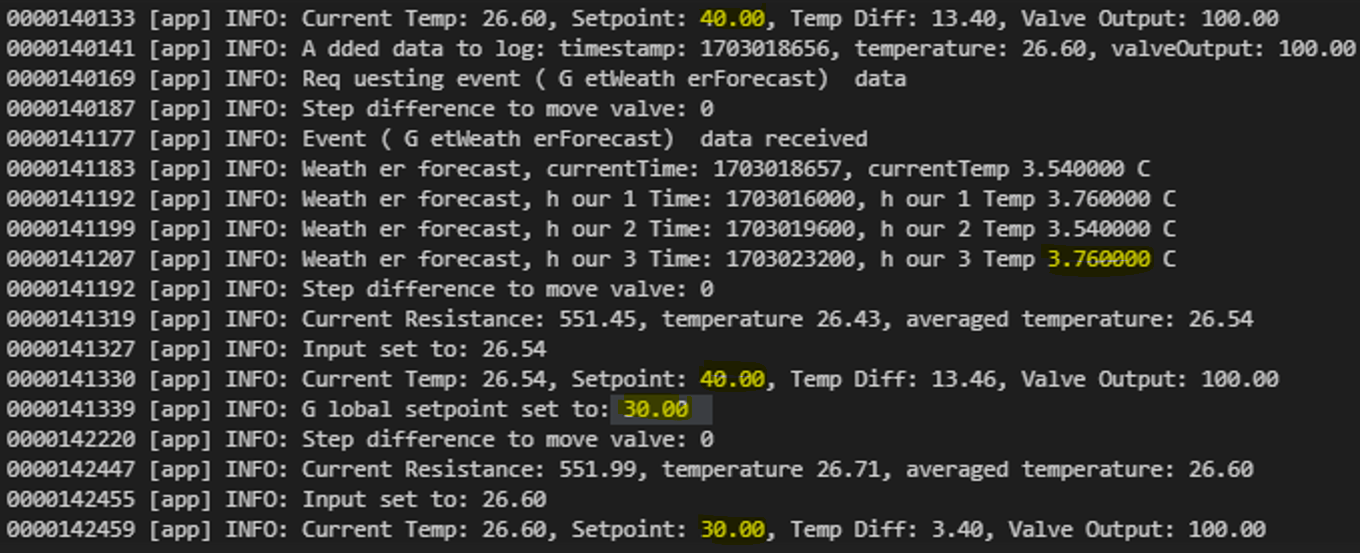 0000140133 [app] INFO: Current Temp: 26.60, Setpoint: 40.00, Temp Diff: 13.40, Valve Output: 100.00
0000140141 [app] INFO: A dded data to log: timestamp: 1703018656, temperature: 26.60, valveOutput: 100.00
0000140169 [app] INFO: Req uesting event ( G etWeath erForecast)  data
0000140187 [app] INFO: Step difference to move valve: 0
0000141177 [app] INFO: Event ( G etWeath erForecast)  data received
0000141183 [app] INFO: Weath er forecast, currentTime: 1703018657, currentTemp 3.540000 C
0000141192 [app] INFO: Weath er forecast, h our 1 Time: 1703016000, h our 1 Temp 3.760000 C
0000141199 [app] INFO: Weath er forecast, h our 2 Time: 1703019600, h our 2 Temp 3.540000 C
0000141207 [app] INFO: Weath er forecast, h our 3 Time: 1703023200, h our 3 Temp 3.760000 C
0000141192 [app] INFO: Step difference to move valve: 0
0000141319 [app] INFO: Current Resistance: 551.45, temperature 26.43, averaged temperature: 26.54
0000141327 [app] INFO: Input set to: 26.54
0000141330 [app] INFO: Current Temp: 26.54, Setpoint: 40.00, Temp Diff: 13.46, Valve Output: 100.00
0000141339 [app] INFO: G lobal setpoint set to: 30.00
0000142220 [app] INFO: Step difference to move valve: 0
0000142447 [app] INFO: Current Resistance: 551.99, temperature 26.71, averaged temperature: 26.60
0000142455 [app] INFO: Input set to: 26.60
0000142459 [app] INFO: Current Temp: 26.60, Setpoint: 30.00, Temp Diff: 3.40, Valve Output: 100.00